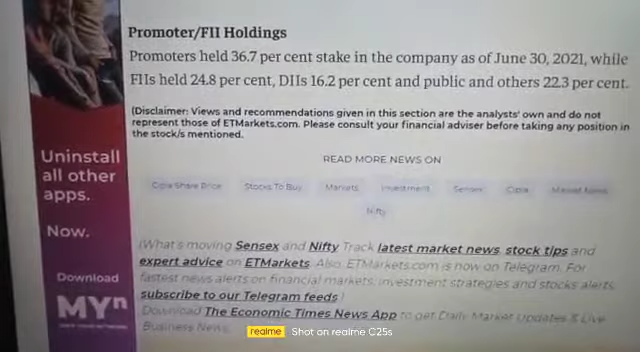 Promoter/FII Holdings
Promoters held 36.7 per cent stake in the company as of June 30, 2021, while
FIIs held 24.8 per cent, DIIs 16.2 per cent and public and others 22.3 per cent.
(Disclaimer: Views and recommendations given in this section are the analysts' own and do not
represent those of ETMarkets.com. Please consult your financial adviser before taking any position in
the stock/s mentioned.
READ MORE NEWS ON
Cipla Share Price Stocks To Buy Markets Investment Sensex Cipla Market News
Nifty
(What's moving Sensex and Nifty Track latest market news, stock tips and
expert advice on ETMarkets. Also, ETMarkets.com is now on Telegram. For
fastest news alerts on financial markets, investment strategies and stocks alerts,
subscribe to our Telegram feeds.)
Download The Economic Times News App to get Daily Market Updates & Live
Business News.
Uninstall
all other
apps.
Now.
Download
MYn
realme Shot on realme C25s